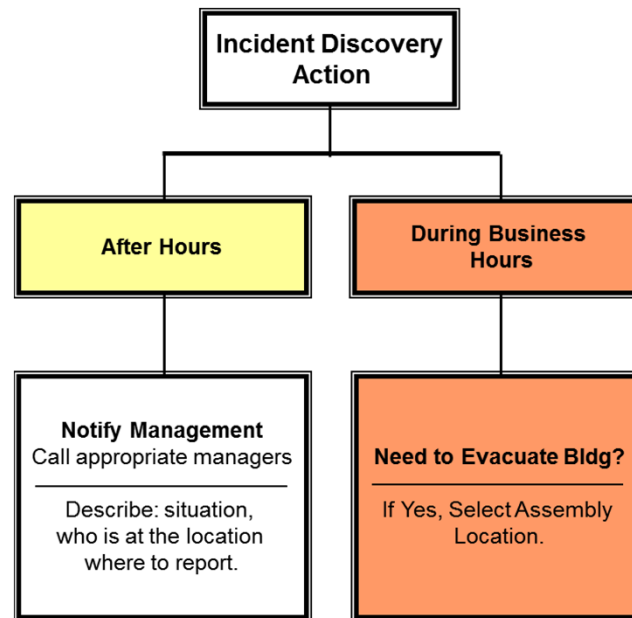 Incident Discovery
Action
After Hours
During Business
Hours
Notify Management
Call appropriate managers
Describe: situation,
who is at the location
where to report.
Need to Evacuate Bldg?
If Yes, Select Assembly
Location.